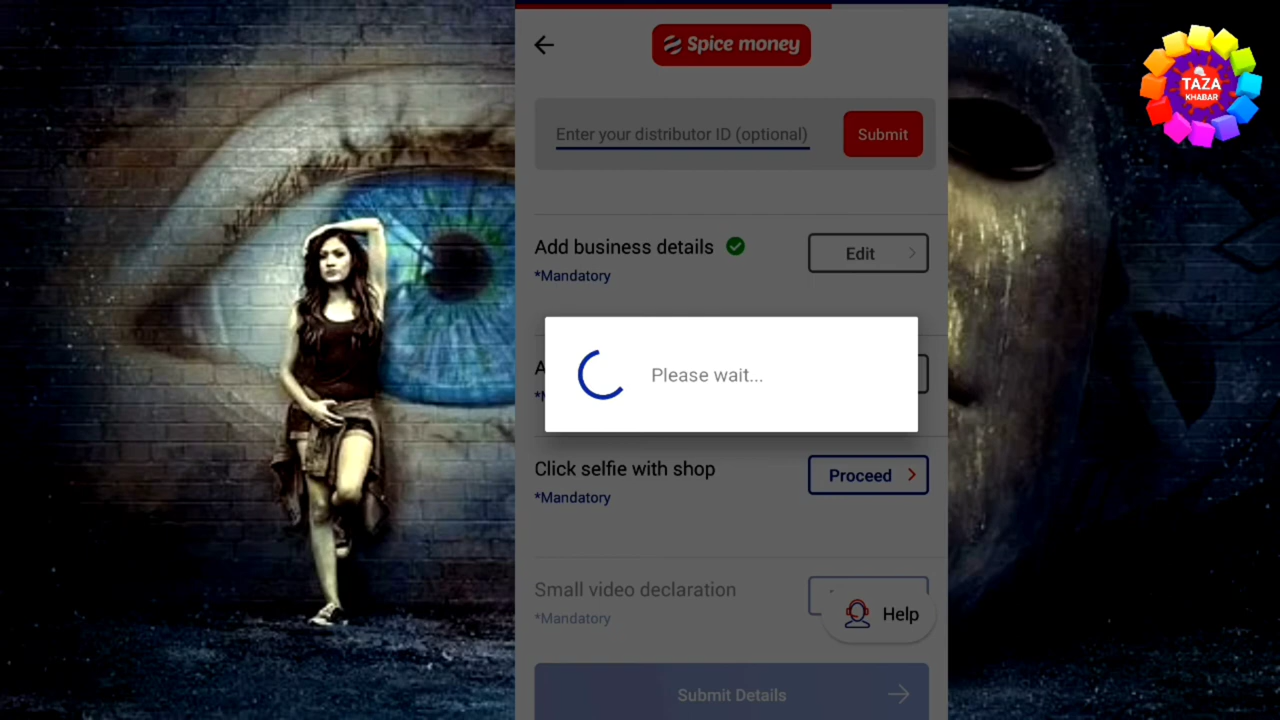 Spice money
TAZA
KHABAR
Enter your distributor ID (optional)
Submit
Add business details
Edit
*Mandatory
A
Please wait...
Click selfie with shop
Proceed
*Mandatory
Small video declaration
*Mandatory
Help
Submit Details